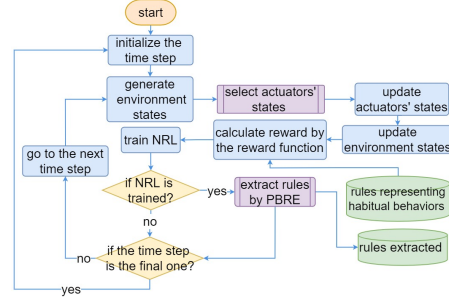 start
initialize the
time step
generate
environment
states
select actuators'
states
update
actuators' states
update
environment states
calculate reward by
the reward function
train NRL
go to the next
time step
if NRL is
trained?
yes
extract rules
by PBRE
rules representing
habitual behaviors
rules extracted
no
if the time step
is the final one?
no
yes